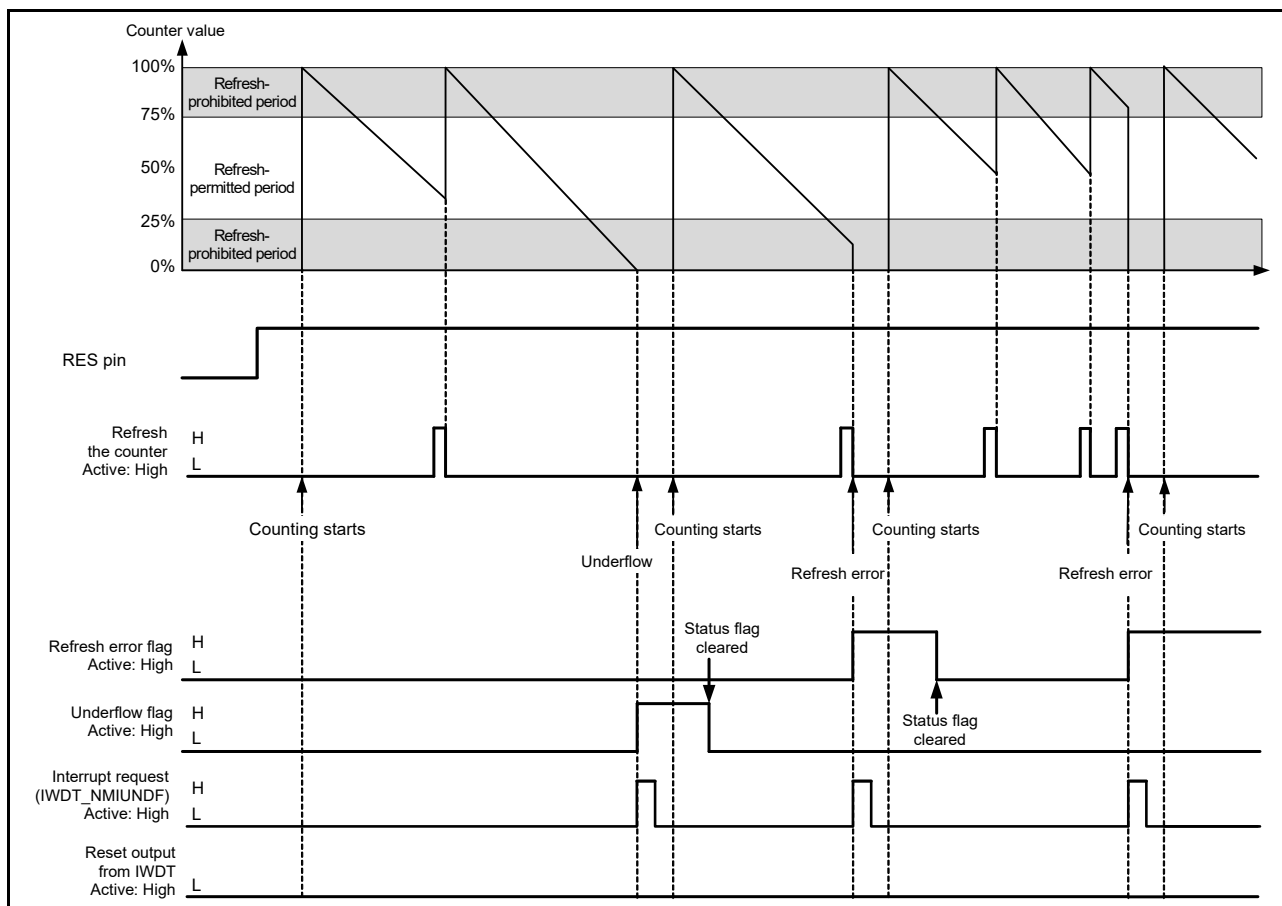 Counter value
100%
Refresh-
prohibited period
75%
50%
Refresh-
permitted period
25%
Refresh-
prohibited period
0%
RES pin
Refresh
the counter
Active: High
H
L
Counting starts
Counting starts
Counting starts
Counting starts
Underflow
Refresh error
Refresh error
Refresh error flag
Active: High
H
L
Status flag
cleared
Status flag
cleared
Underflow flag
Active: High
H
L
Interrupt request
(IWDT_NMIUNDF)
Active: High
H
L
Reset output
from IWDT
Active: High
L